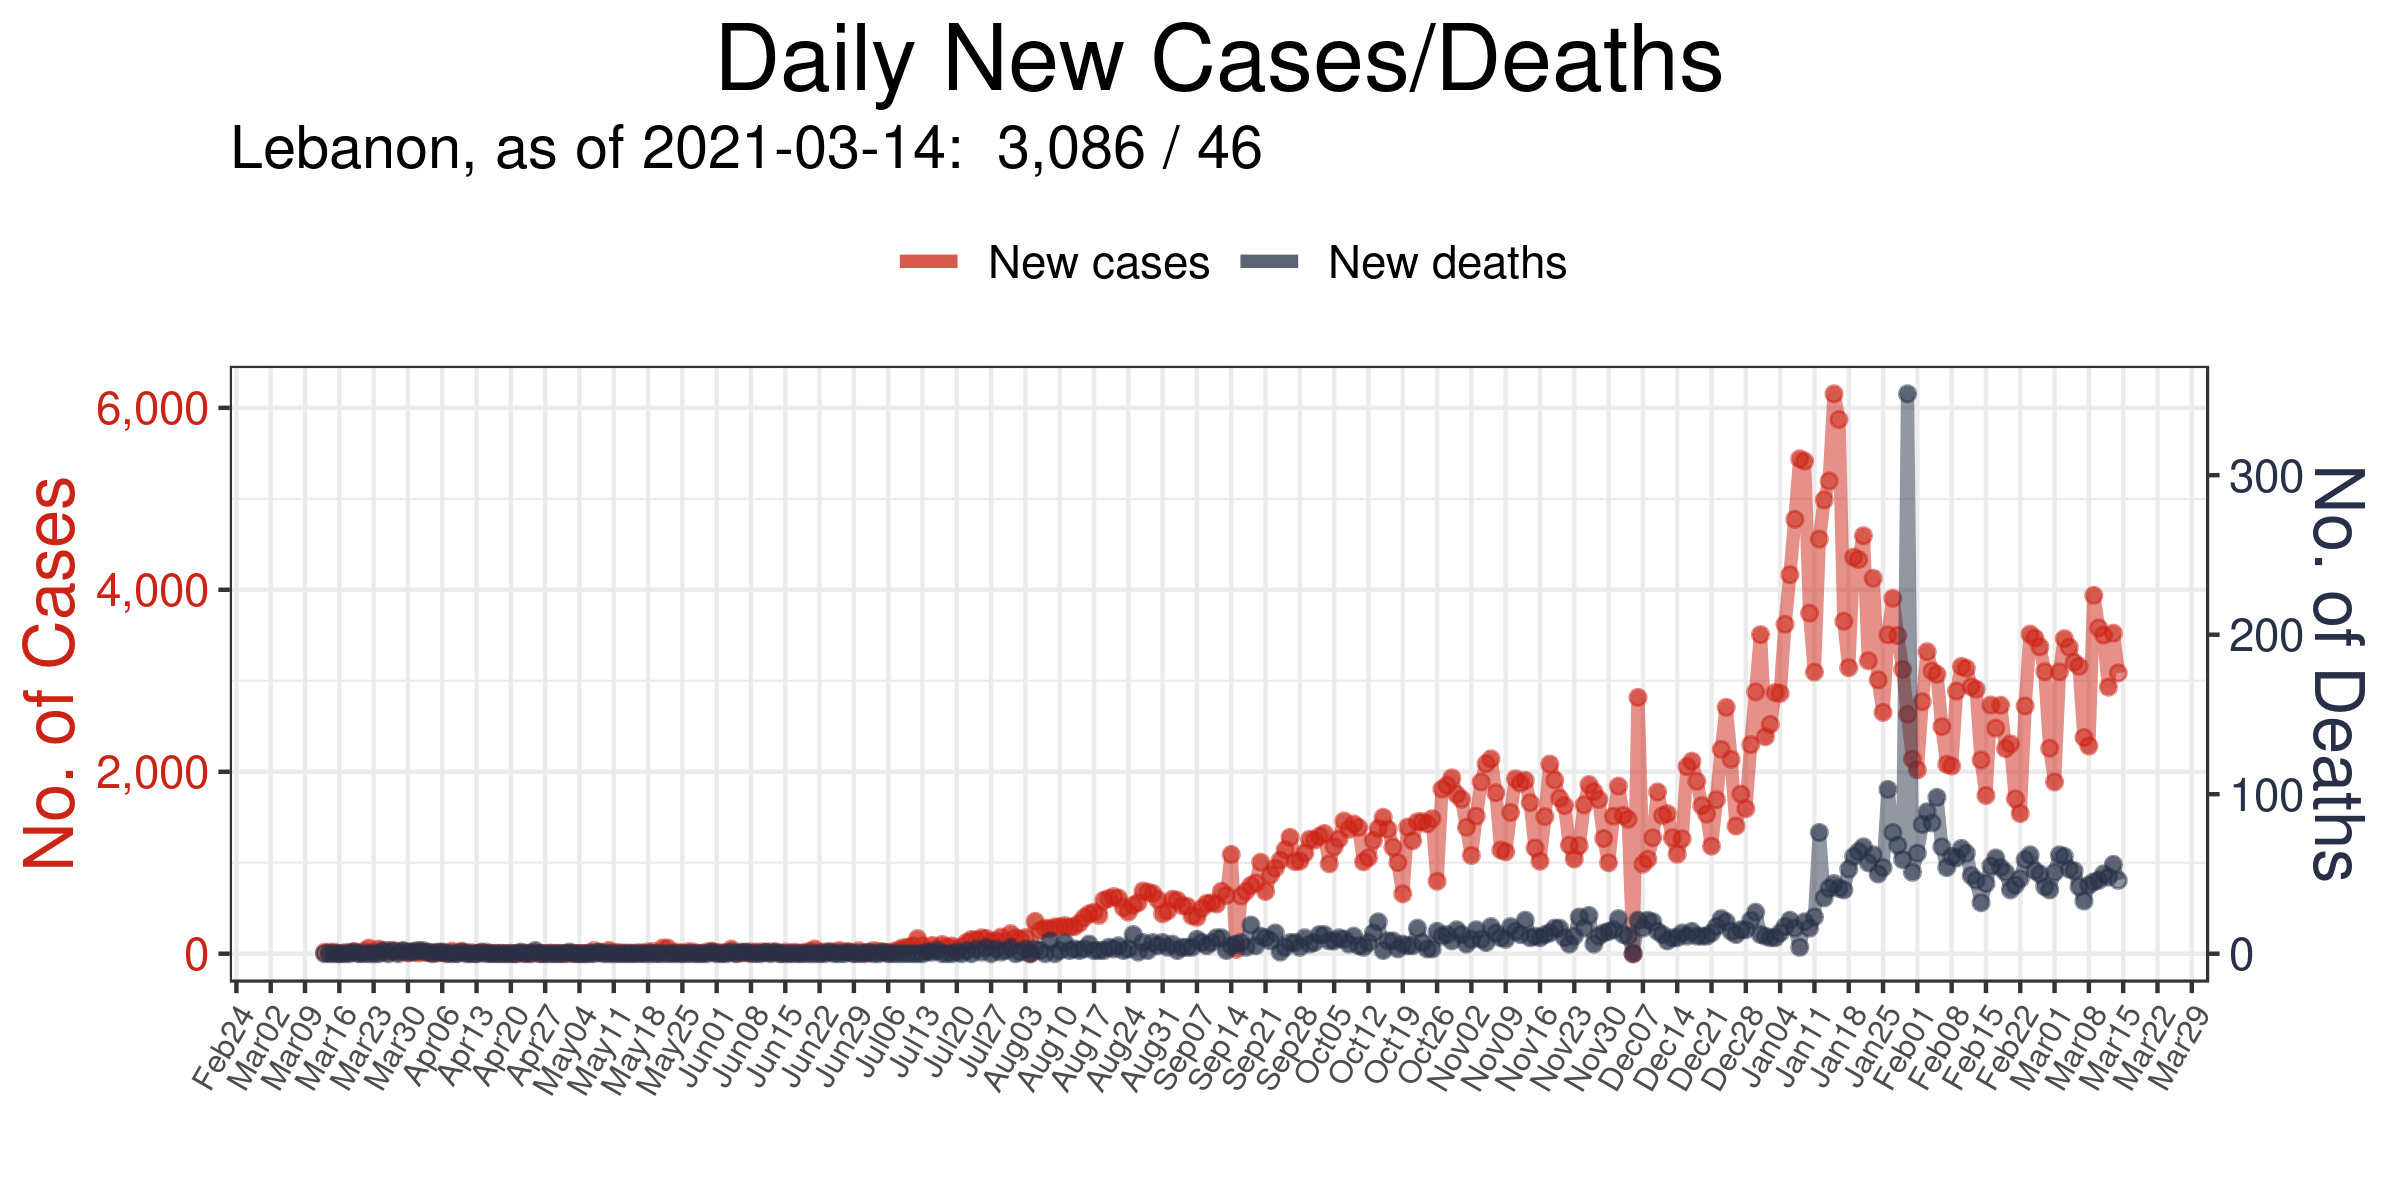 Daily New Cases/Deaths
Lebanon, as of 2021-03-14:  3,086 / 46
New cases New deaths
No. of Cases
6,000
4,000
2,000
0
300
200
100
0
No. of Deaths
Feb24 Mar02 Mar09 Mar16 Mar23 Mar30 Apr06 Apr13 Apr20 Apr27 May04 May11 May18 May25 Jun01 Jun08 Jun15 Jun22 Jun29 Jul06 Jul13 Jul20 Jul27 Aug03 Aug10 Aug17 Aug24 Aug31 Sep07 Sep14 Sep21 Sep28 Oct05 Oct12 Oct19 Oct26 Nov02 Nov09 Nov16 Nov23 Nov30 Dec07 Dec14 Dec21 Dec28 Jan04 Jan11 Jan18 Jan25 Feb01 Feb08 Feb15 Feb22 Mar01 Mar08 Mar15 Mar22 Mar29